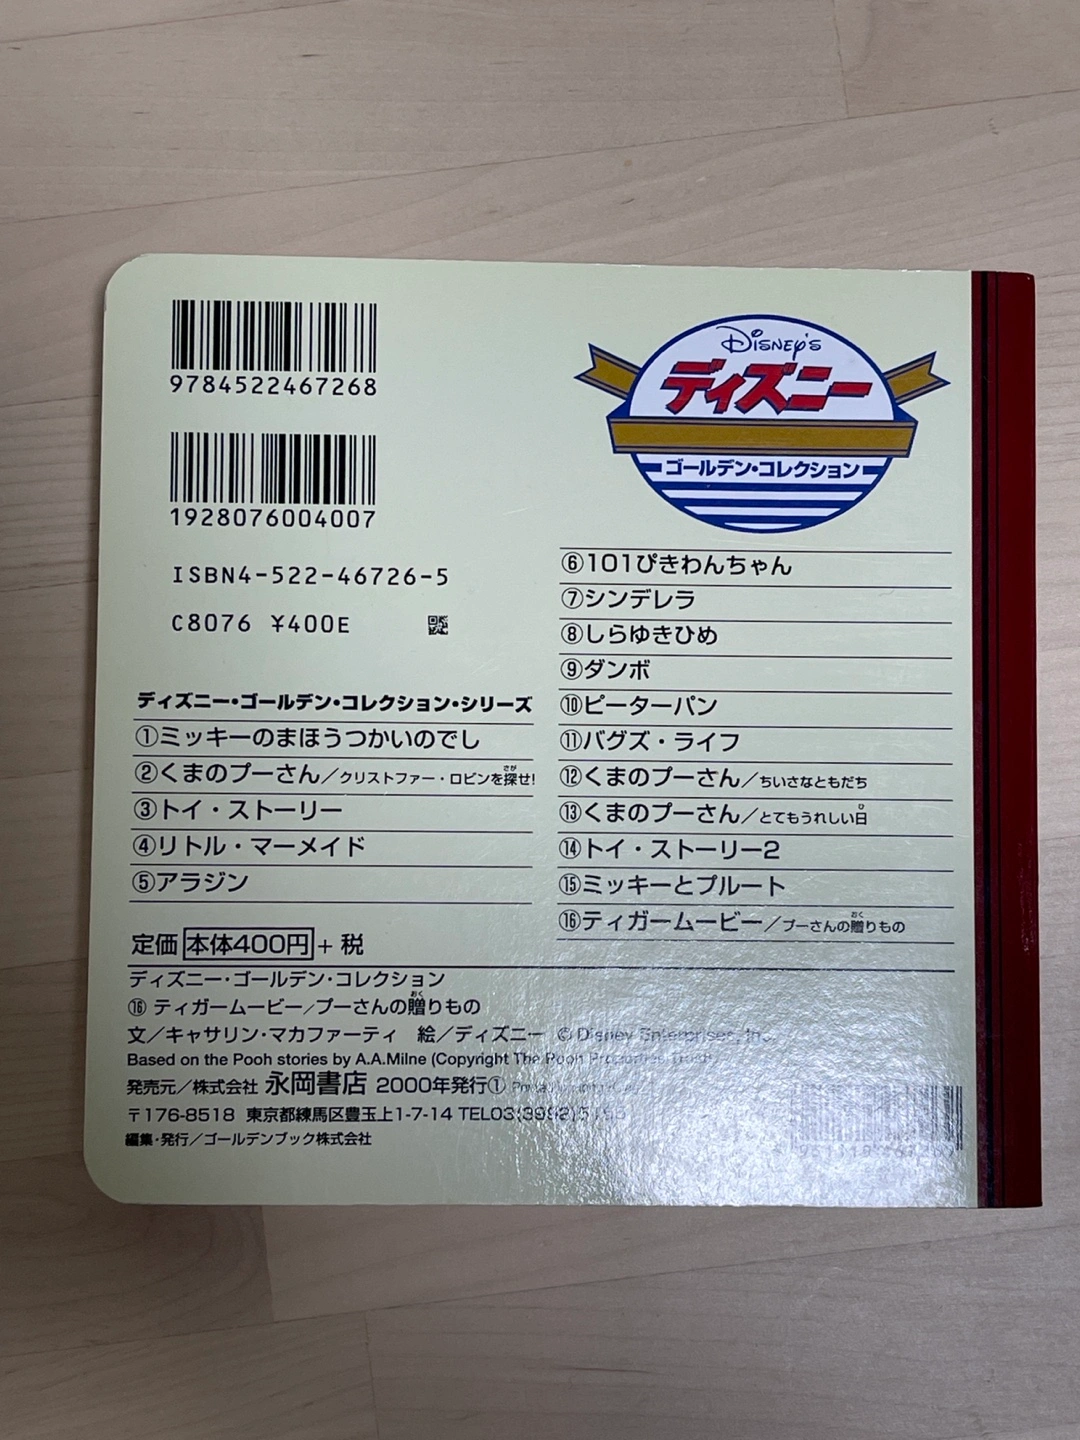 9784522467268
1928076004007
ISBN4-522-46726-5
C8076 ¥400E
DISNEY'S
ディズニー
ゴールデン・コレクション
ディズニー・ゴールデン・コレクション・シリーズ
①ミッキーのまほうつかいのでし
②くまのプーさん/クリストファー・ロビンを探せ!
③トイ・ストーリー
④リトル・マーメイド
⑤アラジン
⑥101ぴきわんちゃん
⑦シンデレラ
⑧しらゆきひめ
⑨ダンボ
⑩ピーターパン
⑪バグズ・ライフ
⑫くまのプーさん/ちいさなともだち
⑬くまのプーさん/とてもうれしい日
⑭トイ・ストーリー2
⑮ミッキーとプルート
⑯ティガームービー/プーさんの贈りもの
定価 本体400円 + 税
ディズニー・ゴールデン・コレクション
⑯ ティガームービー/プーさんの贈りもの
文/キャサリン・マカファーティ 絵/ディズニー © Disney Enterprises, Inc.
Based on the Pooh stories by A.A.Milne (Copyright The Pooh Properties Trust)
発売元/株式会社 永岡書店 2000年発行①
〒176-8518 東京都練馬区豊玉上1-7-14 TEL03(3992)
編集・発行/ゴールデンブック株式会社